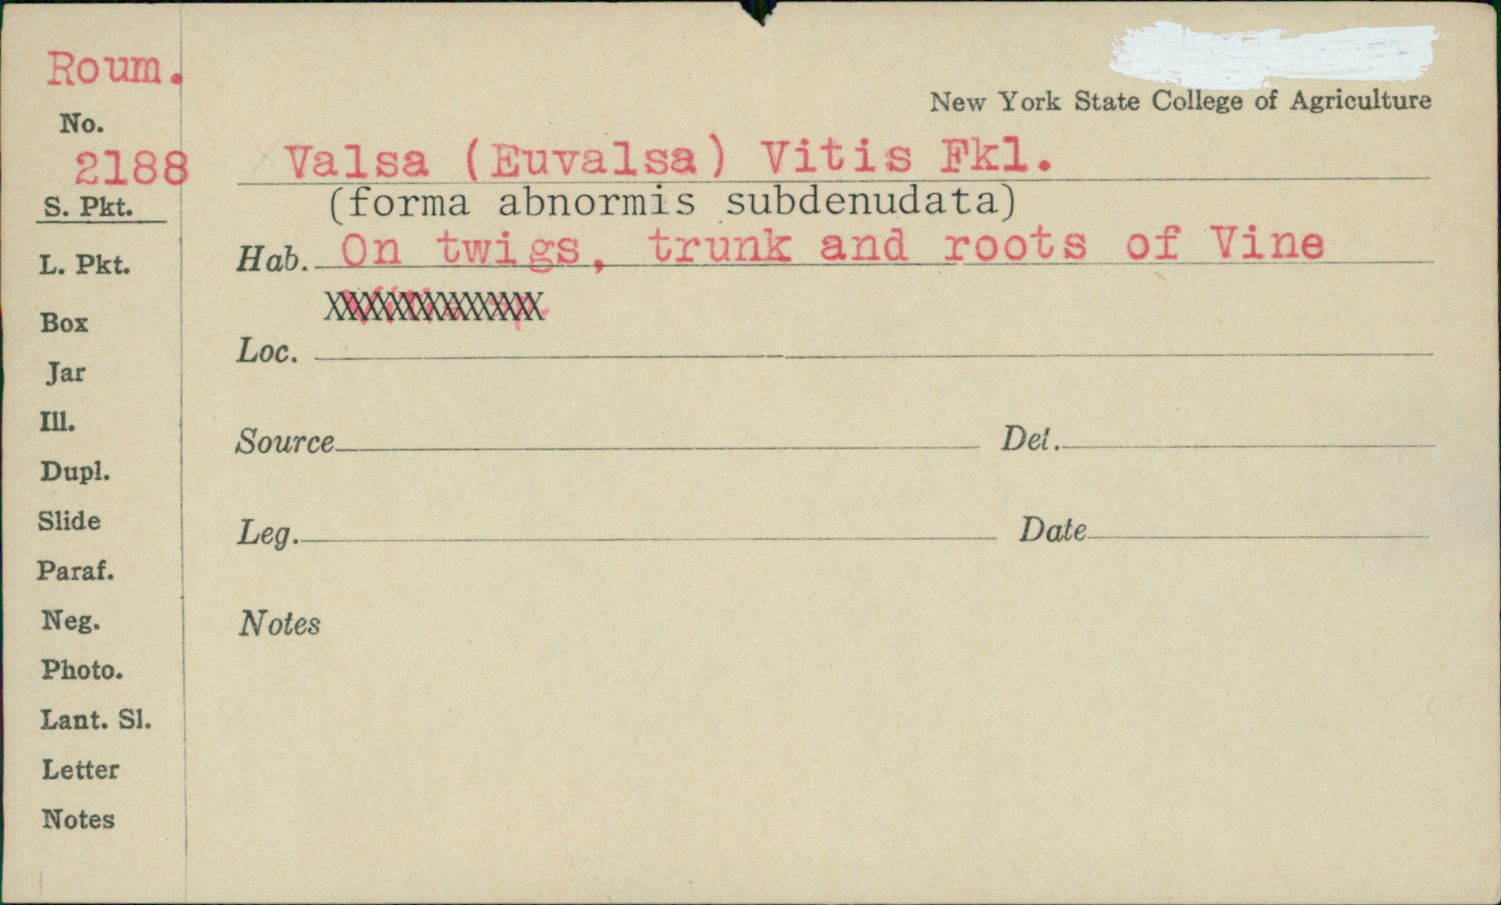 Roum.
New York State College of Agriculture
No.
2188
Valsa (Euvalsa) Vitis Fkl.
S. Pkt.
(forma abnormis subdenudata)
L. Pkt.
Hab. On twigs, trunk and roots of Vine
Box
XXXXXXXXXXXXX
Loc.
Jar
Ill.
Source
Det.
Dupl.
Slide
Leg.
Date
Paraf.
Neg.
Notes
Photo.
Lant. Sl.
Letter
Notes